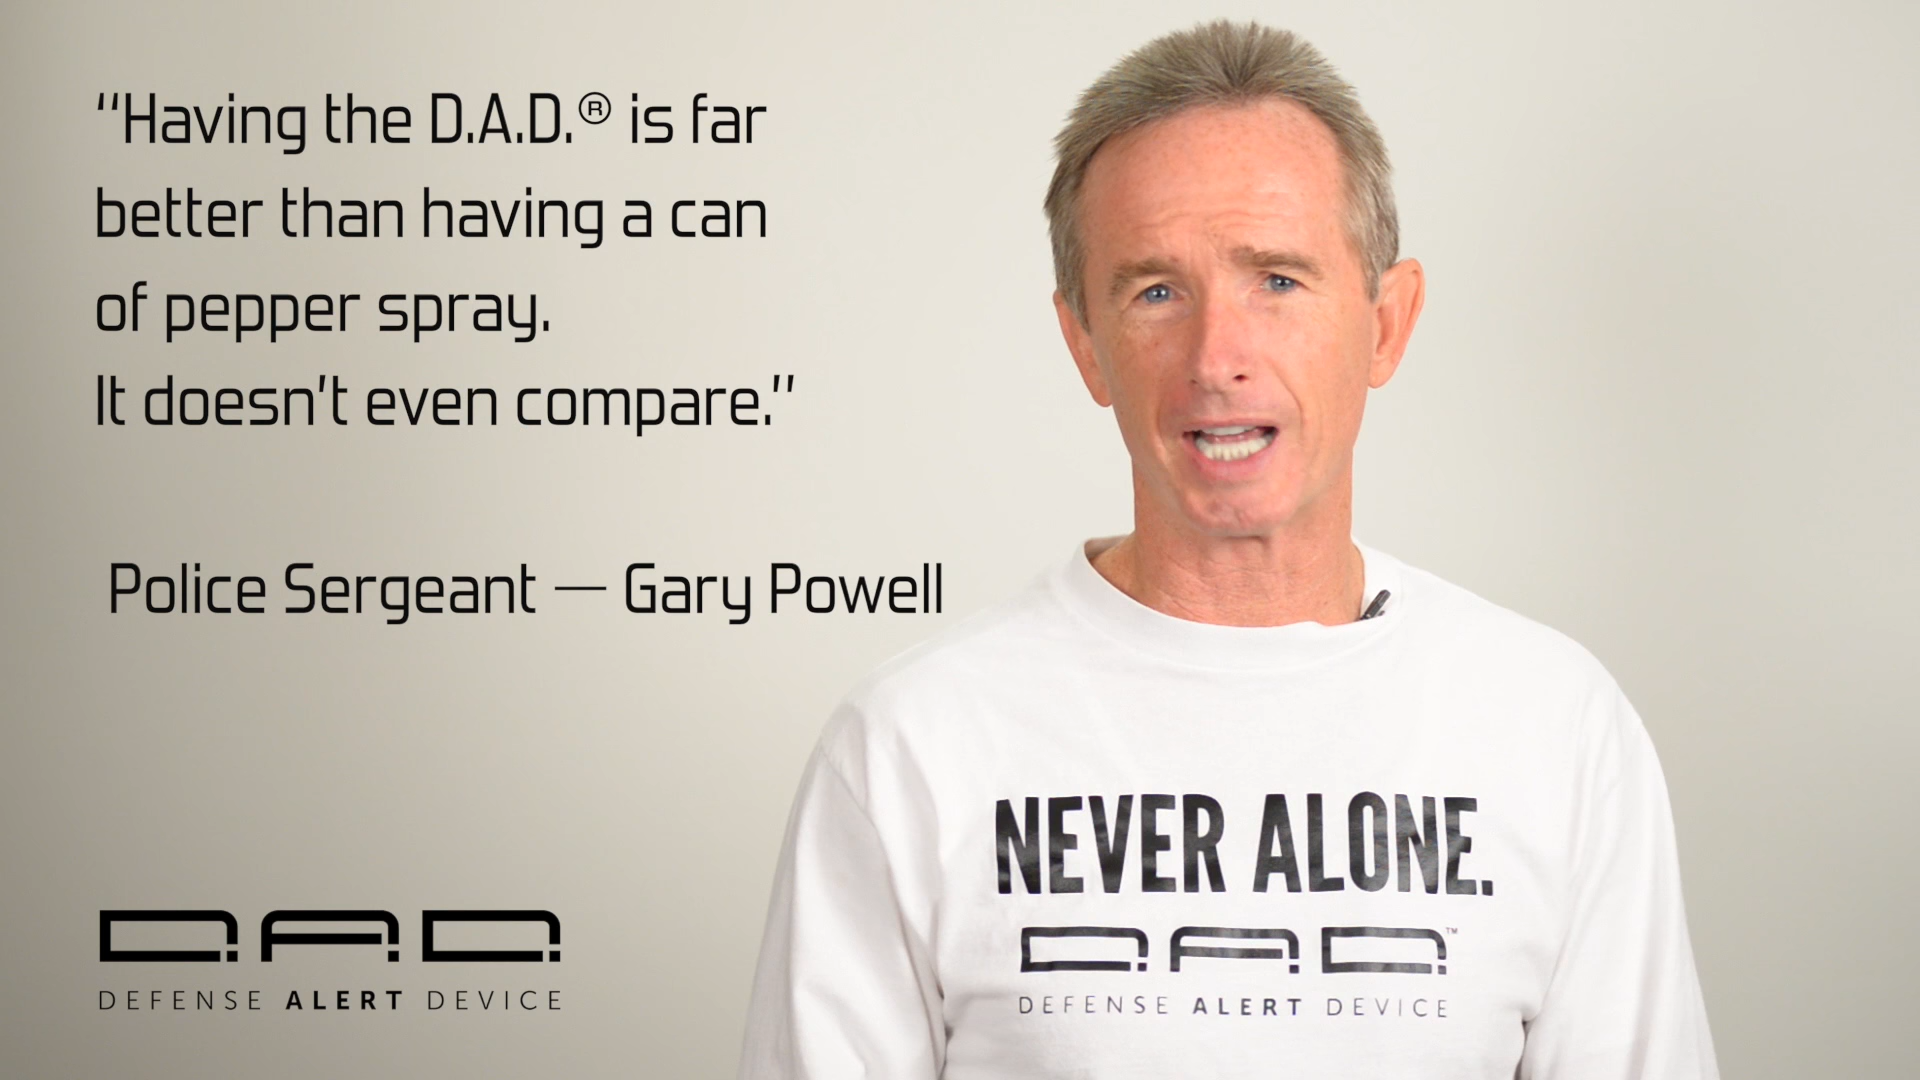 “Having the D.A.D.® is far
better than having a can
of pepper spray.
It doesn't even compare.”
Police Sergeant — Gary Powell
D.A.D.
DEFENSE ALERT DEVICE
NEVER ALONE.
D.A.D.™
DEFENSE ALERT DEVICE